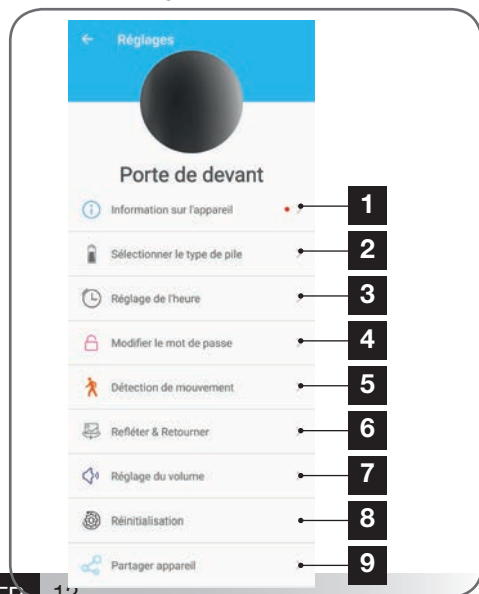 ← Réglages
Porte de devant
Information sur l'appareil 1
Sélectionner le type de pile 2
Réglage de l'heure 3
Modifier le mot de passe 4
Détection de mouvement 5
Refléter & Retourner 6
Réglage du volume 7
Réinitialisation 8
Partager appareil 9